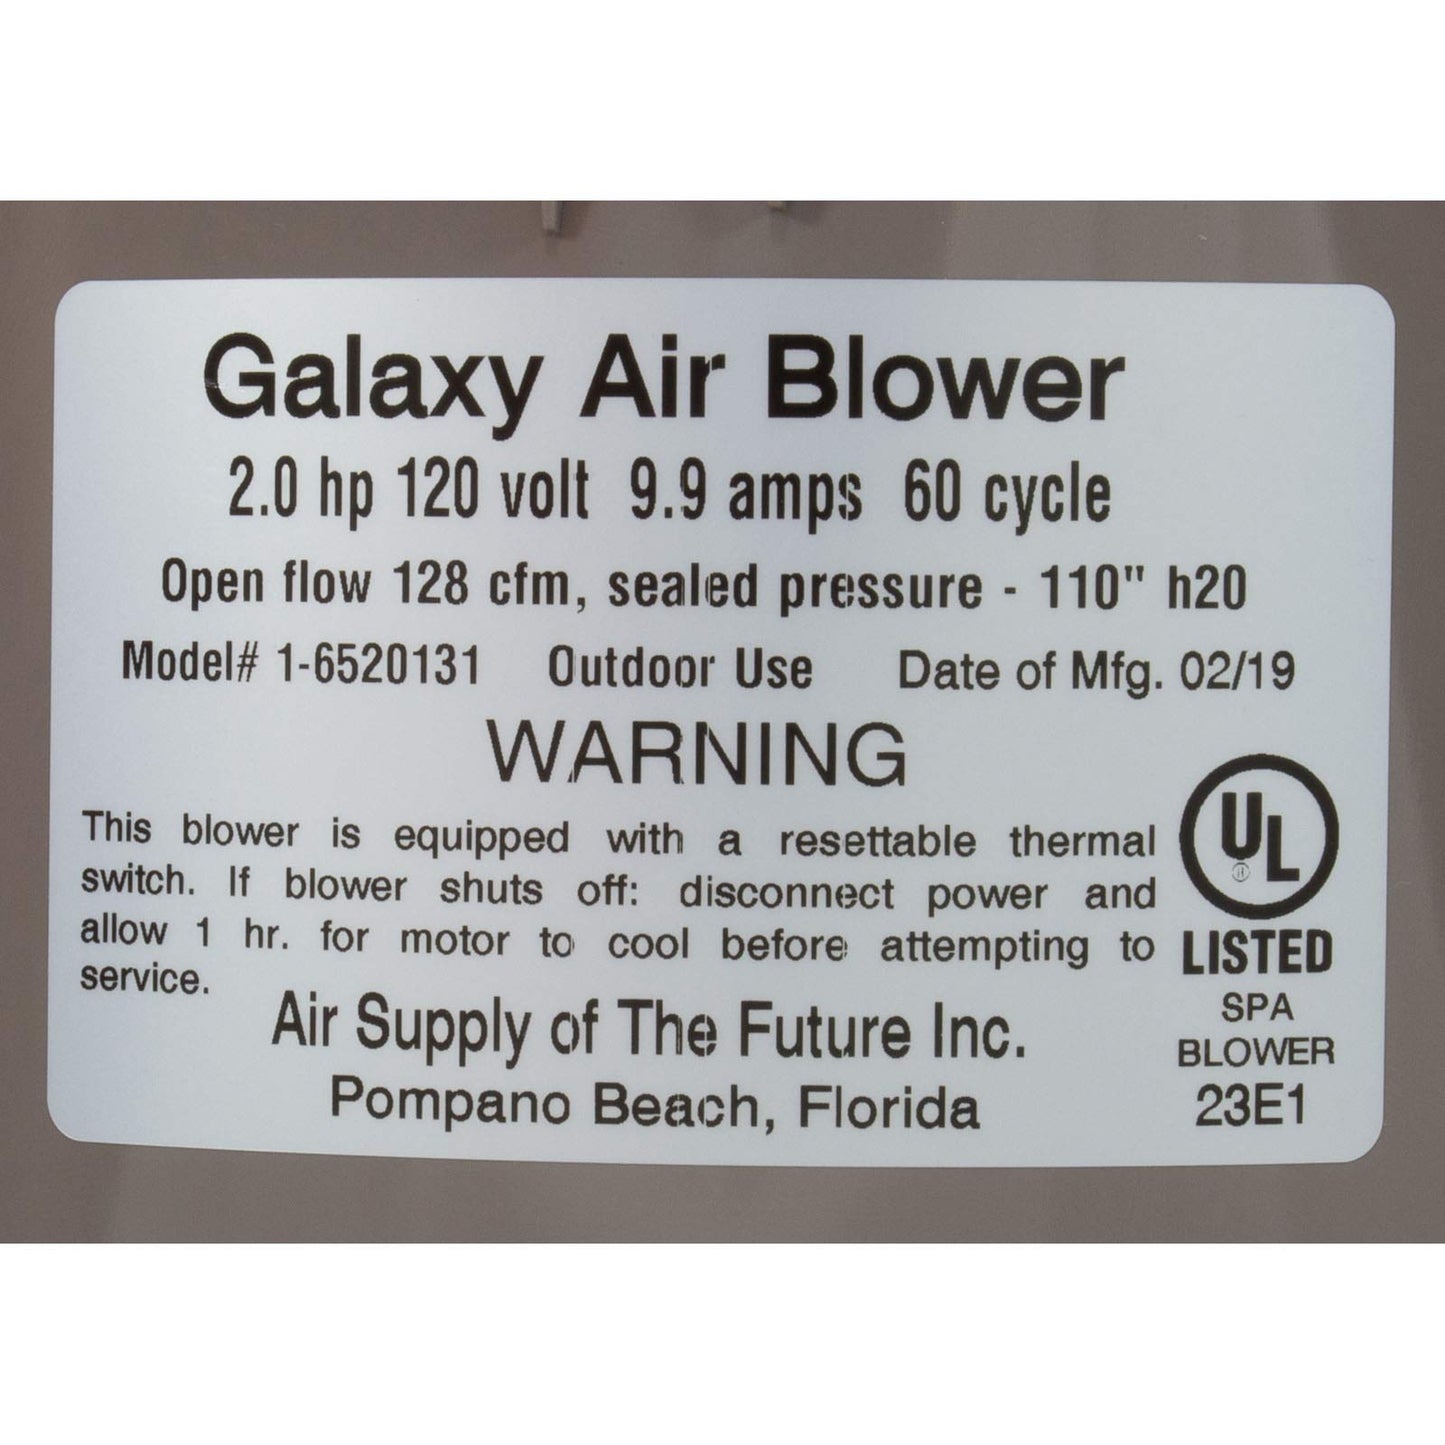 Galaxy Air Blower
2.0 hp 120 volt 9.9 amps 60 cycle
Open flow 128 cfm, sealed pressure - 110" h20
Model# 1-6520131 Outdoor Use Date of Mfg. 02/19
WARNING
This blower is equipped with a resettable thermal
switch. If blower shuts off: disconnect power and
allow 1 hr. for motor to cool before attempting to
service.
Air Supply of The Future Inc.
Pompano Beach, Florida
UL
®
LISTED
SPA
BLOWER
23E1